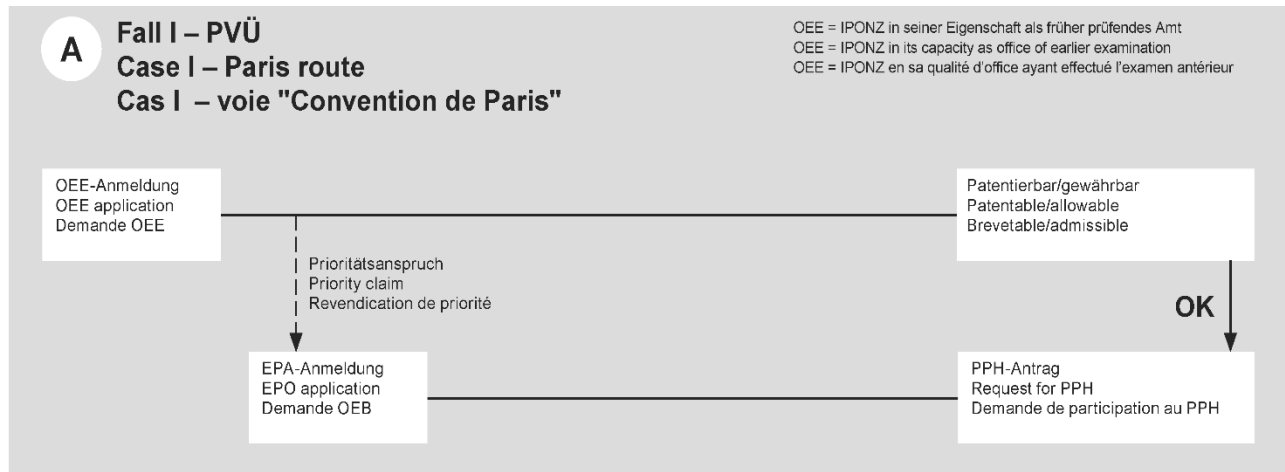 A
Fall I – PVÜ
Case I – Paris route
Cas I – voie "Convention de Paris"
OEE = IPONZ in seiner Eigenschaft als früher prüfendes Amt
OEE = IPONZ in its capacity as office of earlier examination
OEE = IPONZ en sa qualité d'office ayant effectué l'examen antérieur
OEE-Anmeldung
OEE application
Demande OEE
Patentierbar/gewährbar
Patentable/allowable
Brevetable/admissible
Prioritätsanspruch
Priority claim
Revendication de priorité
OK
EPA-Anmeldung
EPO application
Demande OEB
PPH-Antrag
Request for PPH
Demande de participation au PPH